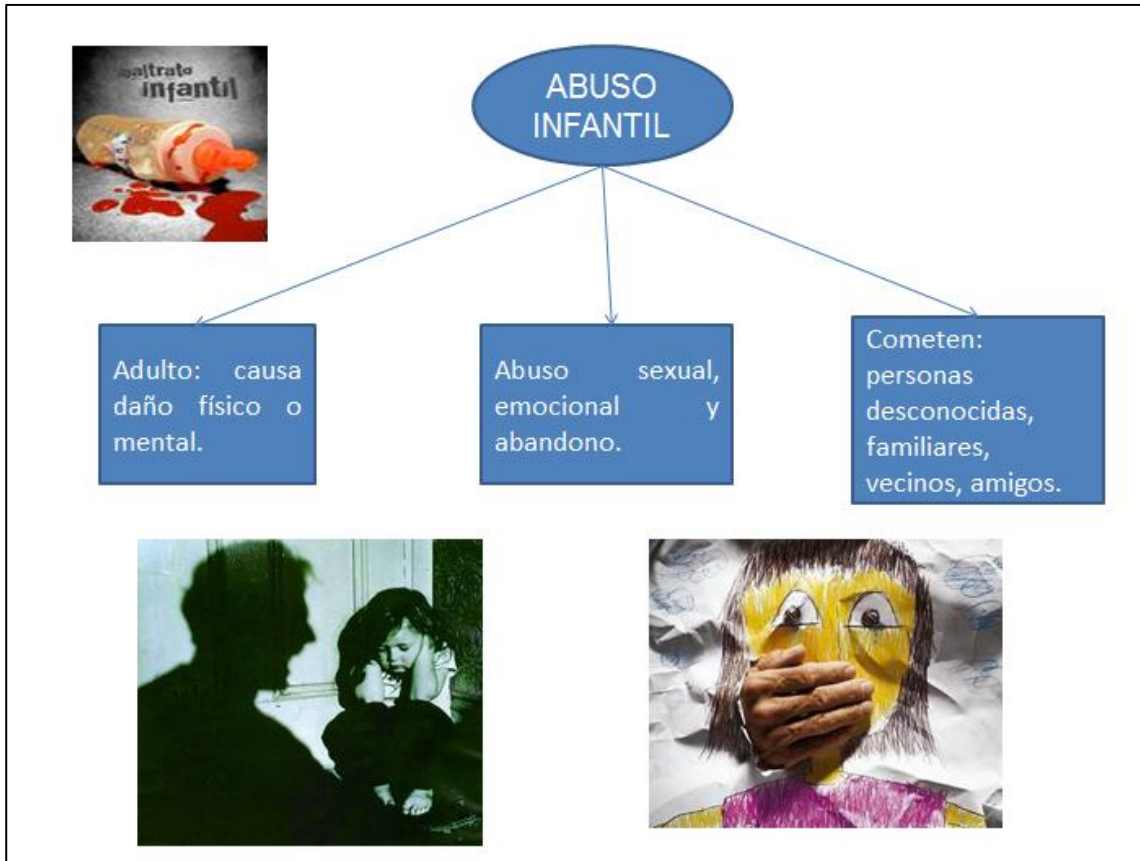 maltrato
infantil
ABUSO
INFANTIL
Adulto: causa
daño físico o
mental.
Abuso sexual,
emocional y
abandono.
Cometen:
personas
desconocidas,
familiares,
vecinos, amigos.